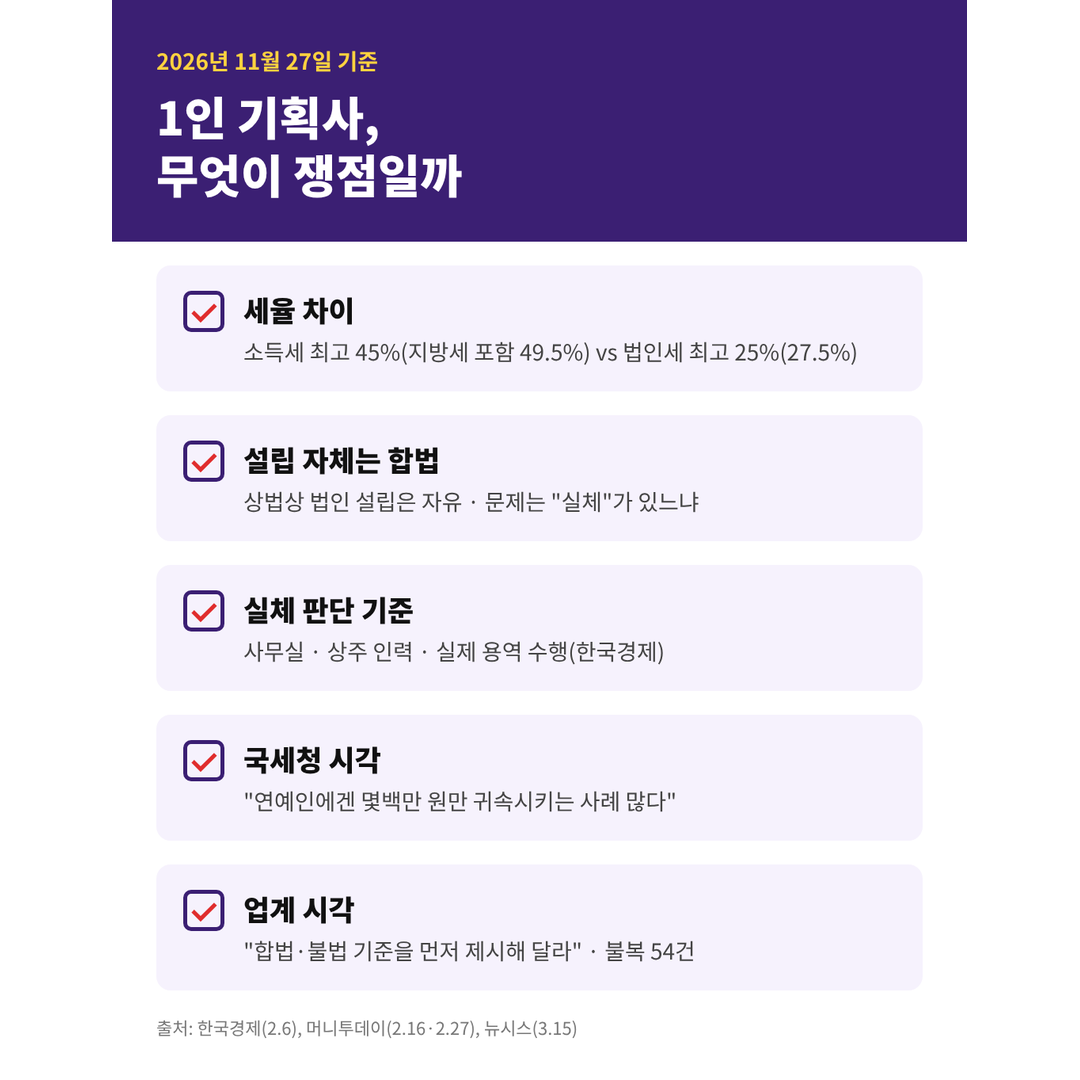 2026년 11월 27일 기준
1인 기획사,
무엇이 쟁점일까
세율 차이
소득세 최고 45%(지방세 포함 49.5%) vs 법인세 최고 25%(27.5%)
설립 자체는 합법
상법상 법인 설립은 자유 · 문제는 "실체"가 있느냐
실체 판단 기준
사무실 · 상주 인력 · 실제 용역 수행(한국경제)
국세청 시각
"연예인에겐 몇백만 원만 귀속시키는 사례 많다"
업계 시각
"합법·불법 기준을 먼저 제시해 달라" · 불복 54건
출처: 한국경제(2.6), 머니투데이(2.16·2.27), 뉴시스(3.15)